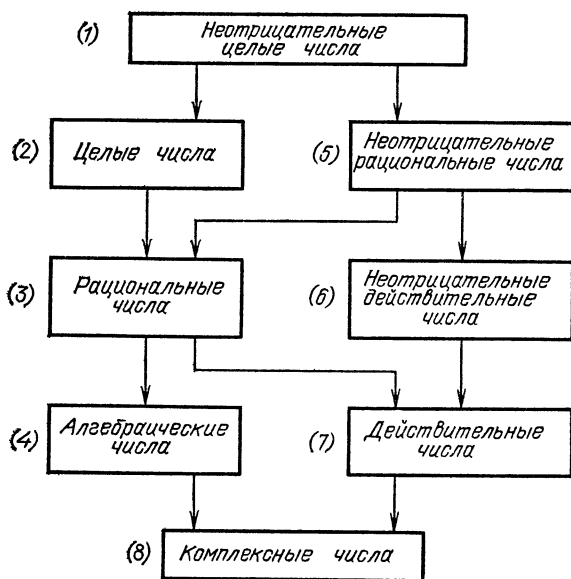 (1)
Неотрицательные
целые числа
(2)
Целые числа
(5)
Неотрицательные
рациональные числа
(3)
Рациональные
числа
(6)
Неотрицательные
действительные
числа
(4)
Алгебраические
числа
(7)
Действительные
числа
(8)
Комплексные числа